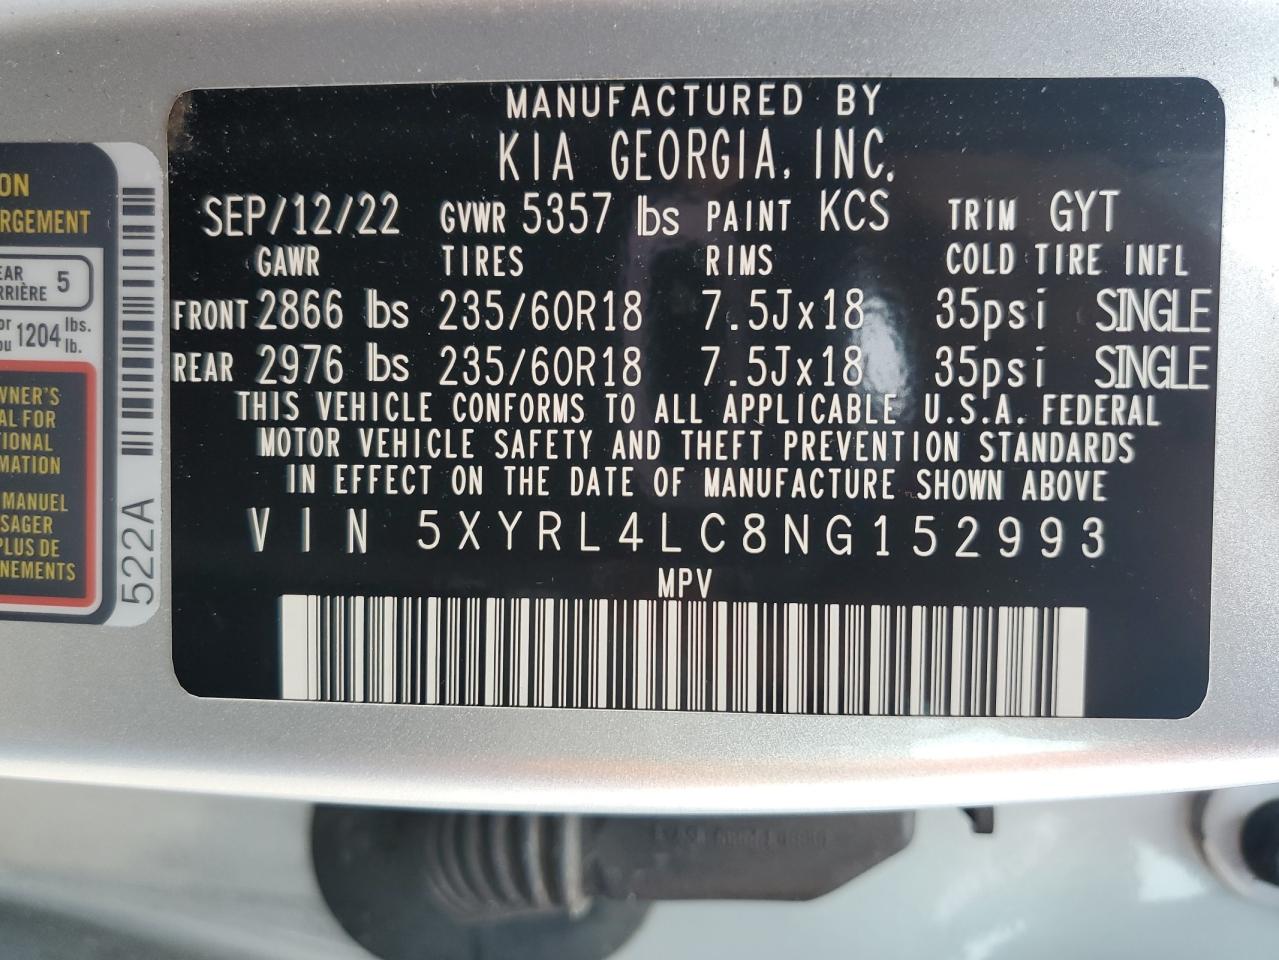 MANUFACTURED BY
KIA GEORGIA, INC.
SEP/12/22 GVWR 5357 lbs PAINT KCS TRIM GYT
GAWR TIRES RIMS COLD TIRE INFL
FRONT 2866 lbs 235/60R18 7.5Jx18 35psi SINGLE
REAR 2976 lbs 235/60R18 7.5Jx18 35psi SINGLE
THIS VEHICLE CONFORMS TO ALL APPLICABLE U.S.A. FEDERAL
MOTOR VEHICLE SAFETY AND THEFT PREVENTION STANDARDS
IN EFFECT ON THE DATE OF MANUFACTURE SHOWN ABOVE
VIN 5XYRL4LC8NG152993
MPV
ON
RGEMENT
EAR
RRIÈRE 5
or lbs.
ou 1204 lb.
WNER'S
AL FOR
TIONAL
MATION
MANUEL
SAGER
PLUS DE
NEMENTS
522A